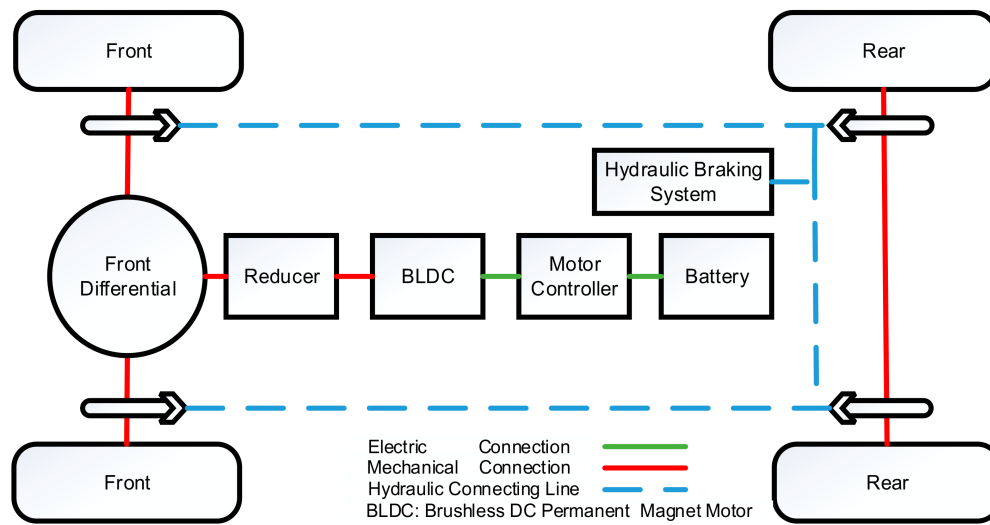 Front
Rear
Hydraulic Braking
System
Front
Differential
Reducer
BLDC
Motor
Controller
Battery
Electric Connection
Mechanical Connection
Hydraulic Connecting Line
BLDC: Brushless DC Permanent Magnet Motor
Front
Rear